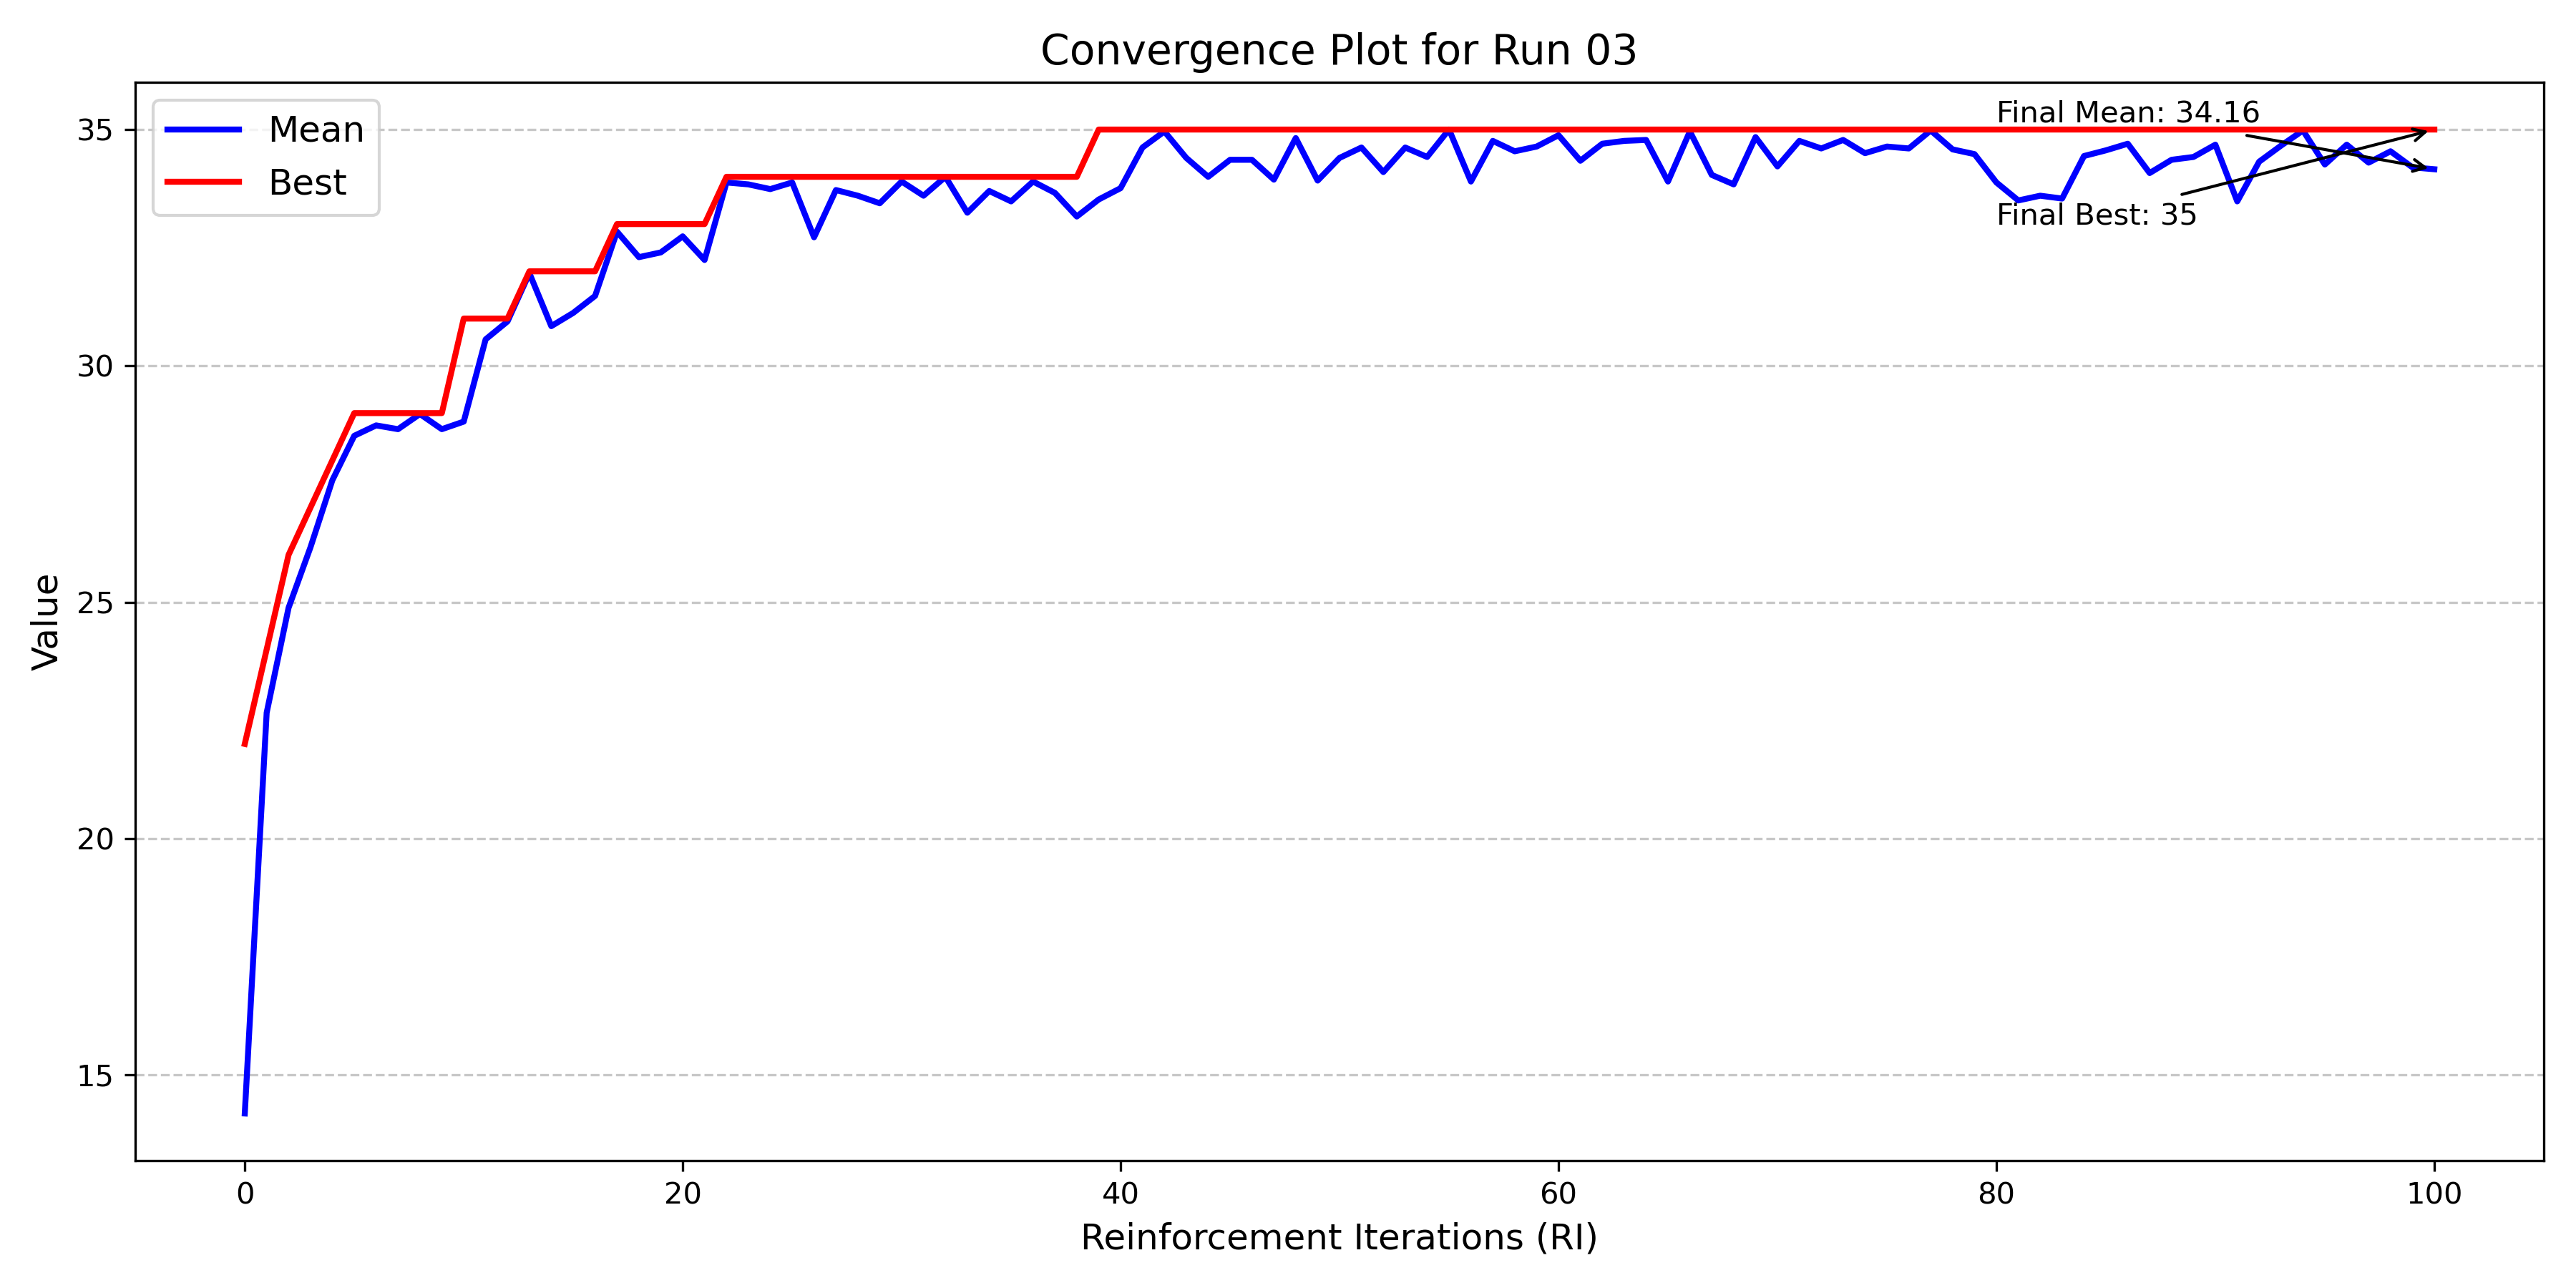 Convergence Plot for Run 03
Mean
Best
Final Mean: 34.16
Final Best: 35
Value
35
30
25
20
15
0
20
40
60
80
100
Reinforcement Iterations (RI)